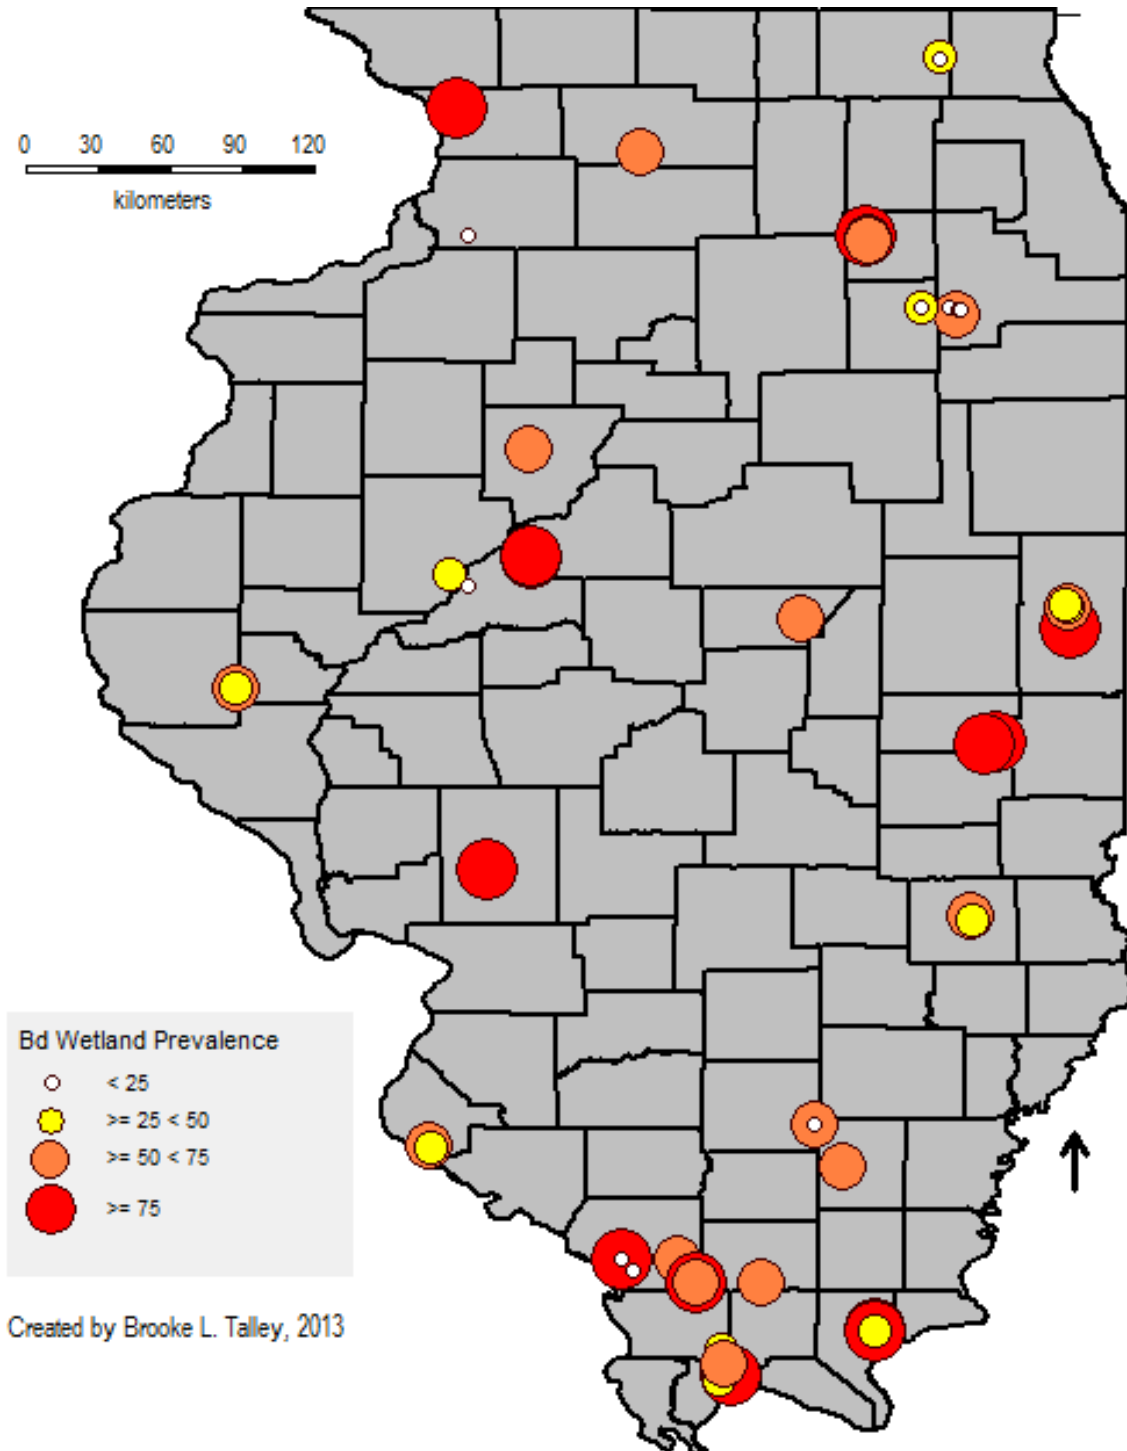 0 30 60 90 120
kilometers
Bd Wetland Prevalence
< 25
>= 25 < 50
>= 50 < 75
>= 75
Created by Brooke L. Talley, 2013